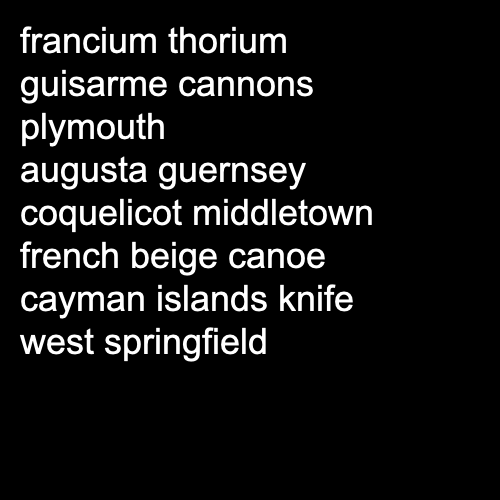 francium thorium
guisarme cannons
plymouth
augusta guernsey
coquelicot middletown
french beige canoe
cayman islands knife
west springfield